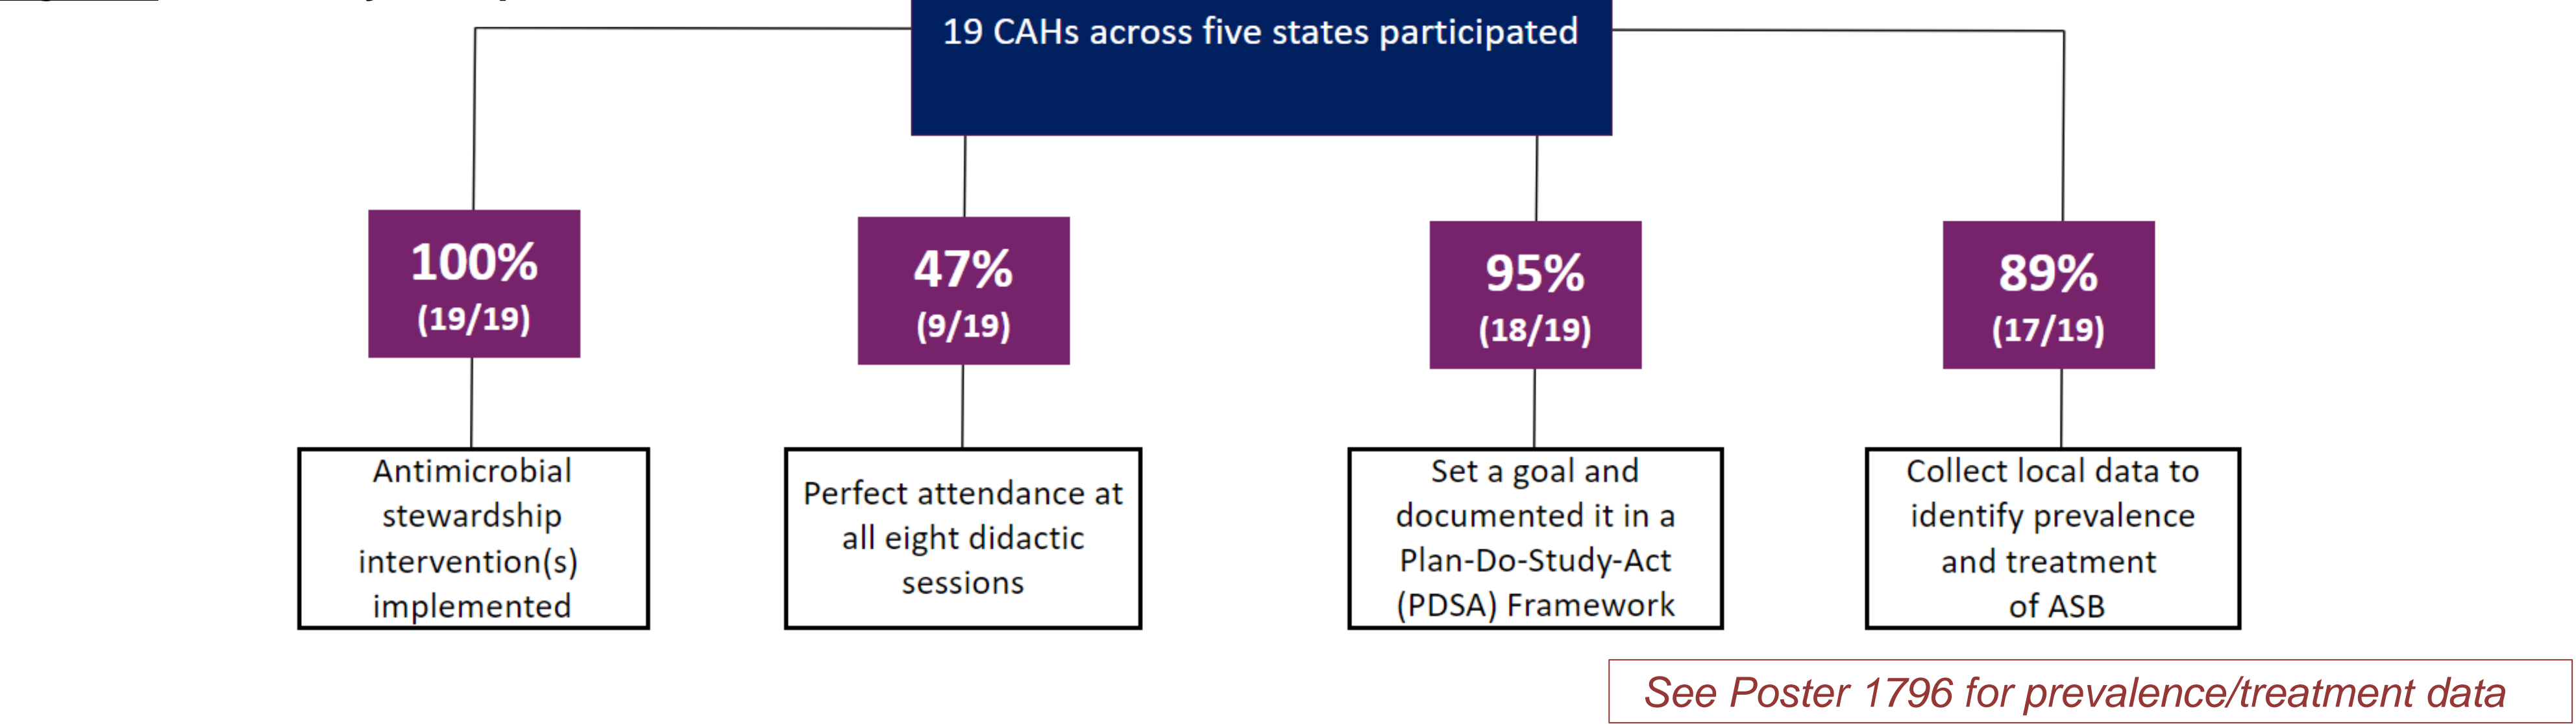 19 CAHs across five states participated
100%
(19/19)
47%
(9/19)
95%
(18/19)
89%
(17/19)
Antimicrobial
stewardship
intervention(s)
implemented
Perfect attendance at
all eight didactic
sessions
Set a goal and
documented it in a
Plan-Do-Study-Act
(PDSA) Framework
Collect local data to
identify prevalence
and treatment
of ASB
See Poster 1796 for prevalence/treatment data